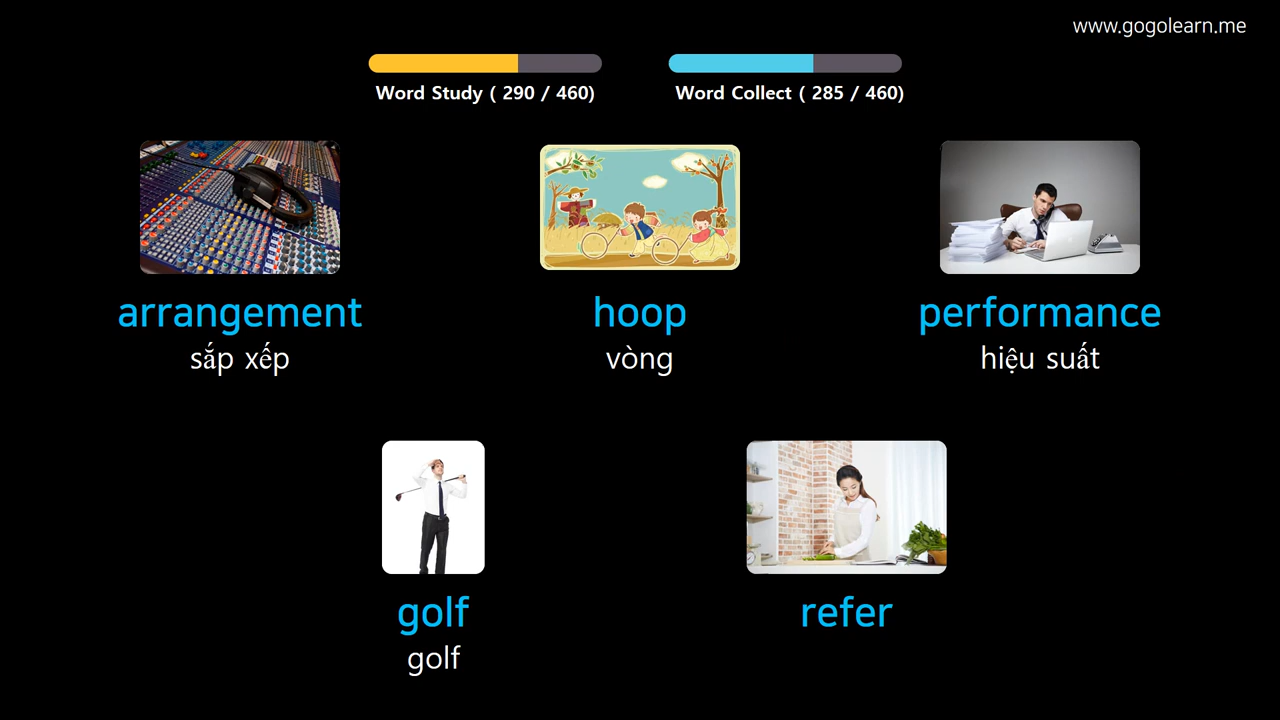 www.gogolearn.me
Word Study ( 290 / 460)
Word Collect ( 285 / 460)
arrangement
sắp xếp
hoop
vòng
performance
hiệu suất
golf
golf
refer